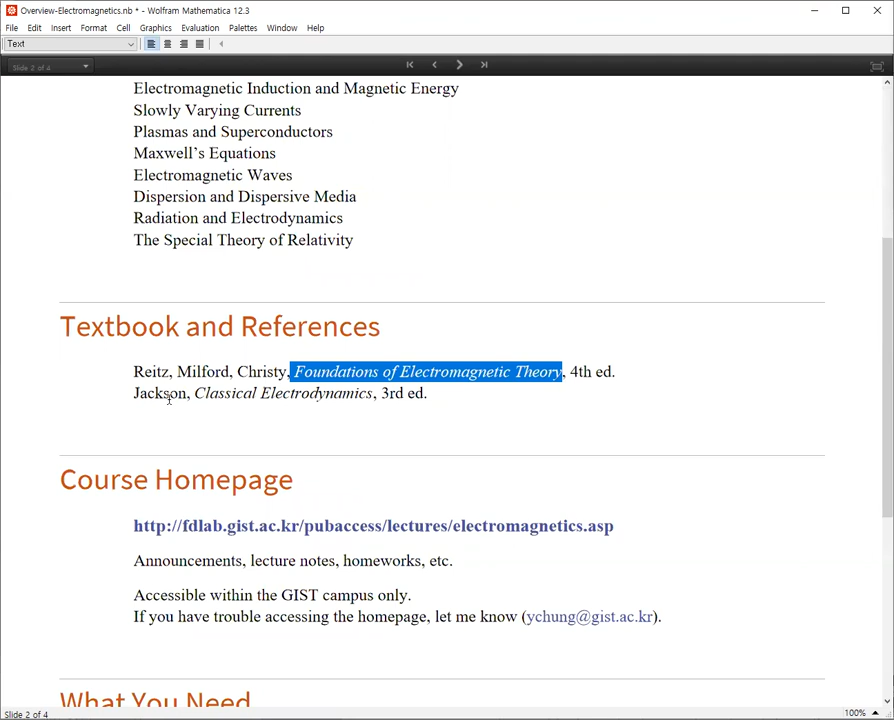 Overview-Electromagnetics.nb * - Wolfram Mathematica 12.3
File Edit Insert Format Cell Graphics Evaluation Palettes Window Help
Text
Slide 2 of 4
Electromagnetic Induction and Magnetic Energy
Slowly Varying Currents
Plasmas and Superconductors
Maxwell’s Equations
Electromagnetic Waves
Dispersion and Dispersive Media
Radiation and Electrodynamics
The Special Theory of Relativity
Textbook and References
Reitz, Milford, Christy, Foundations of Electromagnetic Theory, 4th ed.
Jackson, Classical Electrodynamics, 3rd ed.
Course Homepage
http://fdlab.gist.ac.kr/pubaccess/lectures/electromagnetics.asp
Announcements, lecture notes, homeworks, etc.
Accessible within the GIST campus only.
If you have trouble accessing the homepage, let me know (ychung@gist.ac.kr).
What You Need
Slide 2 of 4 100%